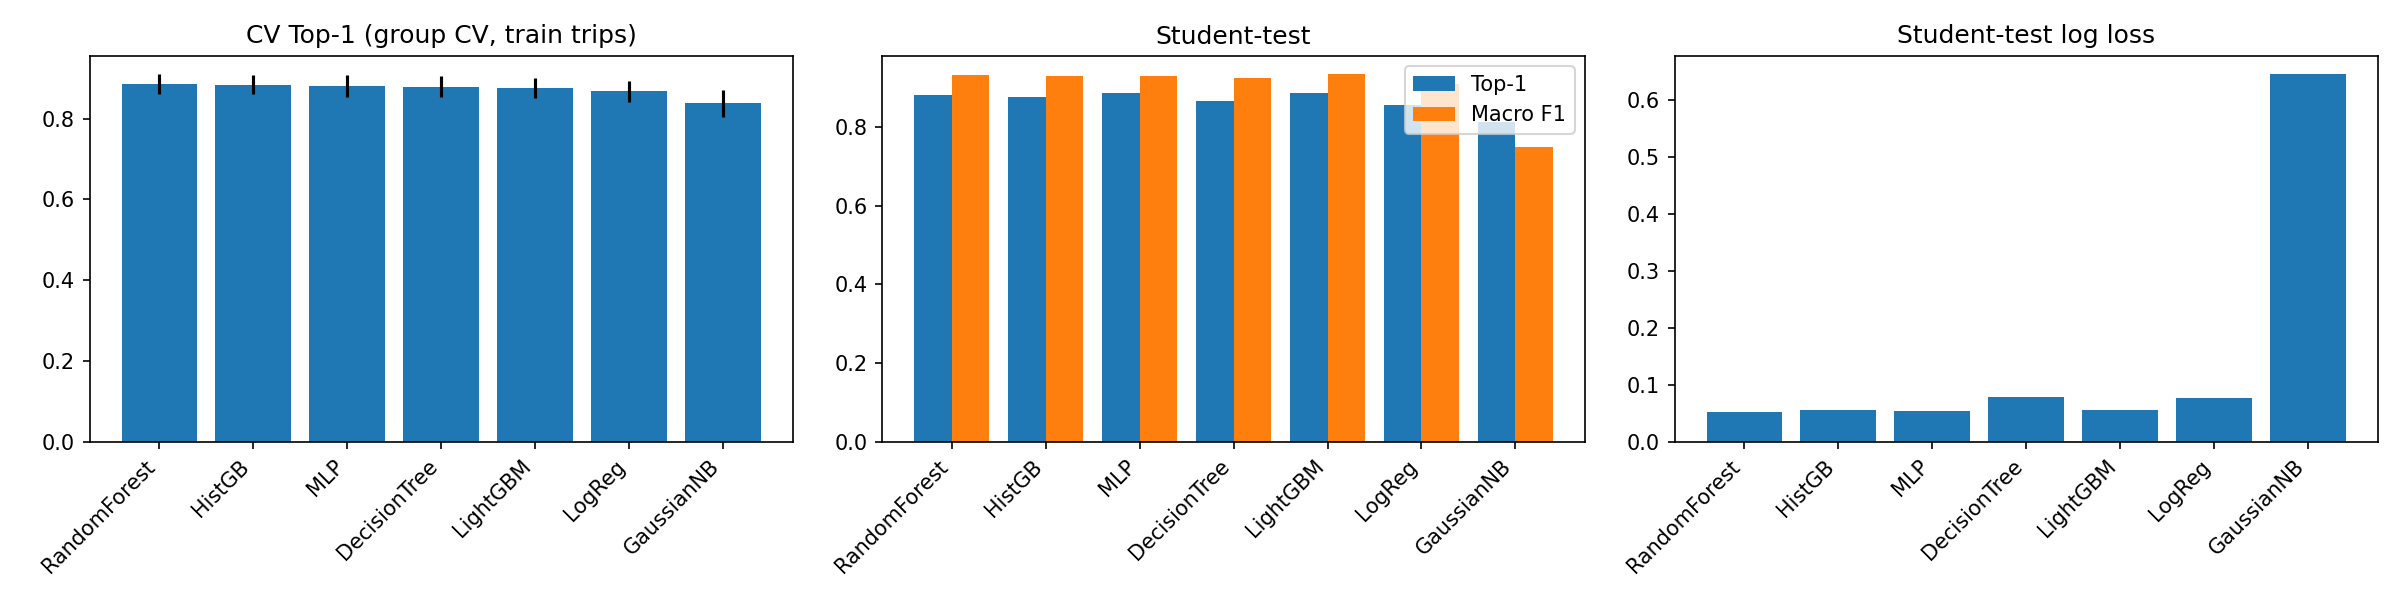 CV Top-1 (group CV, train trips)
0.8
0.6
0.4
0.2
0.0
RandomForest
HistGB
MLP
DecisionTree
LightGBM
LogReg
GaussianNB
Student-test
Top-1
Macro F1
0.8
0.6
0.4
0.2
0.0
RandomForest
HistGB
MLP
DecisionTree
LightGBM
LogReg
GaussianNB
Student-test log loss
0.6
0.5
0.4
0.3
0.2
0.1
0.0
RandomForest
HistGB
MLP
DecisionTree
LightGBM
LogReg
GaussianNB